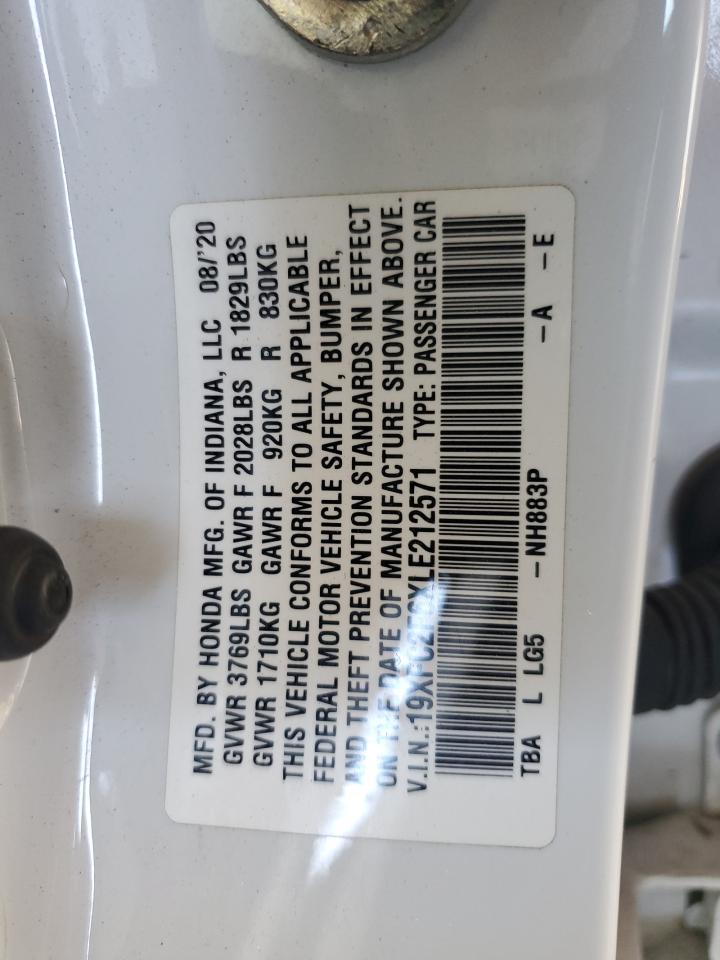 MFD. BY HONDA MFG. OF INDIANA, LLC 08/'20
GVWR 3769LBS GAWR F 2028LBS R 1829LBS
GVWR 1710KG GAWR F 920KG R 830KG
THIS VEHICLE CONFORMS TO ALL APPLICABLE
FEDERAL MOTOR VEHICLE SAFETY, BUMPER,
AND THEFT PREVENTION STANDARDS IN EFFECT
ON THE DATE OF MANUFACTURE SHOWN ABOVE.
V.I.N.: TYPE: PASSENGER CAR
TBA L LG5 -NH883P -A -E